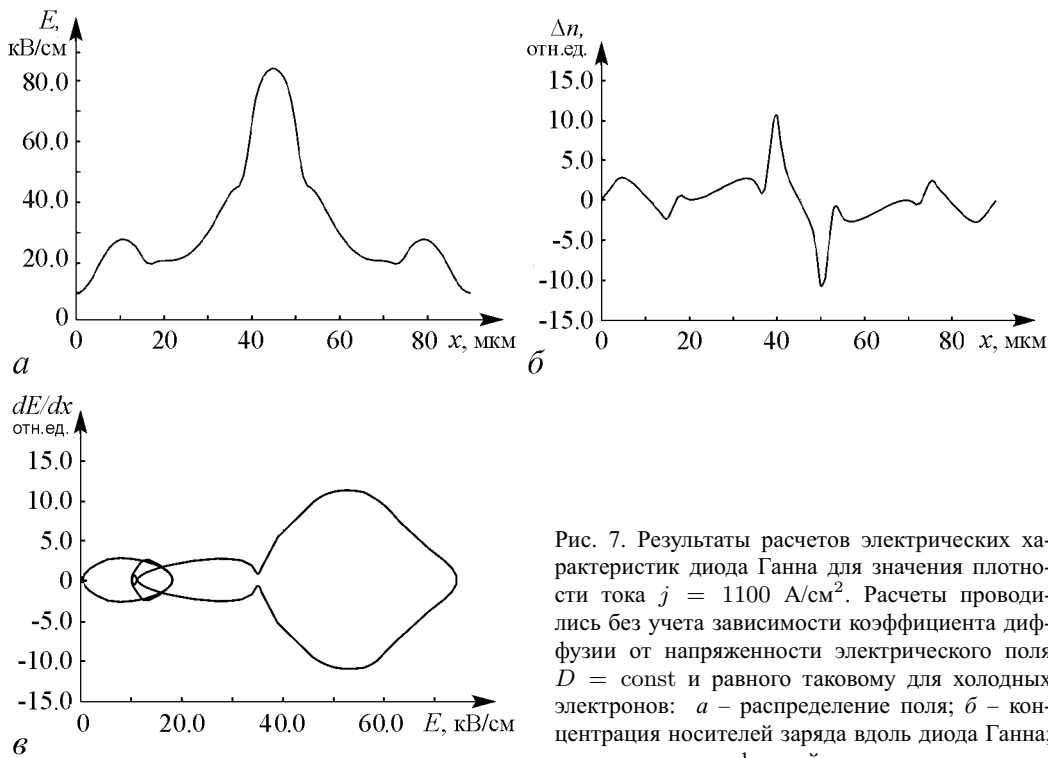 E,
кВ/см
80.0
60.0
40.0
20.0
0
0 20 40 60 80 x, мкм
а
Δn,
отн.ед.
15.0
10.0
5.0
0
-5.0
-10.0
-15.0
0 20 40 60 80 x, мкм
б
dE/dx
отн.ед.
15.0
10.0
5.0
0
-5.0
-10.0
-15.0
0 20.0 40.0 60.0 E, кВ/см
в
Рис. 7. Результаты расчетов электрических ха-
рактеристик диода Ганна для значения плотно-
сти тока j = 1100 А/см². Расчеты проводи-
лись без учета зависимости коэффициента диф-
фузии от напряженности электрического поля
D = const и равного таковому для холодных
электронов: а – распределение поля; б – кон-
центрация носителей заряда вдоль диода Ганна;